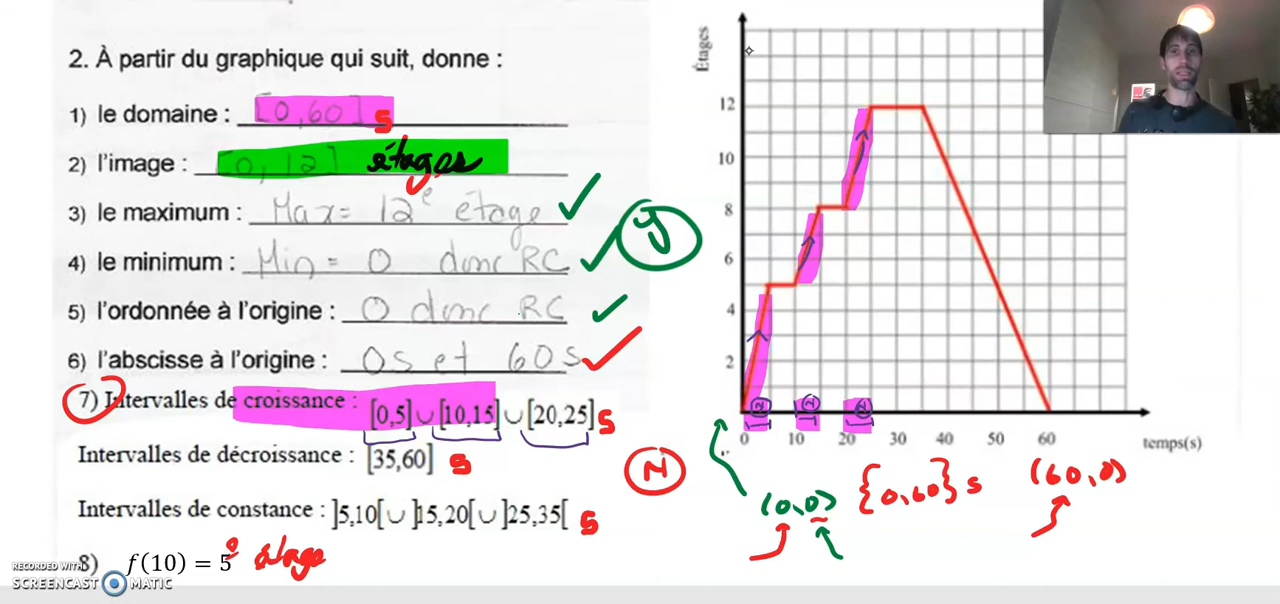 2. À partir du graphique qui suit, donne :
1) le domaine : [0,60] s
2) l'image : [0,12] étages
3) le maximum : Max= 12e étage
4) le minimum : Min= 0 donc RC
5) l'ordonnée à l'origine : 0 donc RC
6) l'abscisse à l'origine : 0s et 60s
7) Intervalles de croissance : [0,5] ∪ [10,15] ∪ [20,25] s
Intervalles de décroissance : [35,60] s
Intervalles de constance : ]5,10[∪]15,20[∪]25,35[ s
8) f(10) = 5e étage
RECORDED WITH
SCREENCAST MATIC
y
Étages
12
10
8
6
4
2
0 10 20 30 40 50 60 temps(s)
(0,0) {0,60} s (60,0)